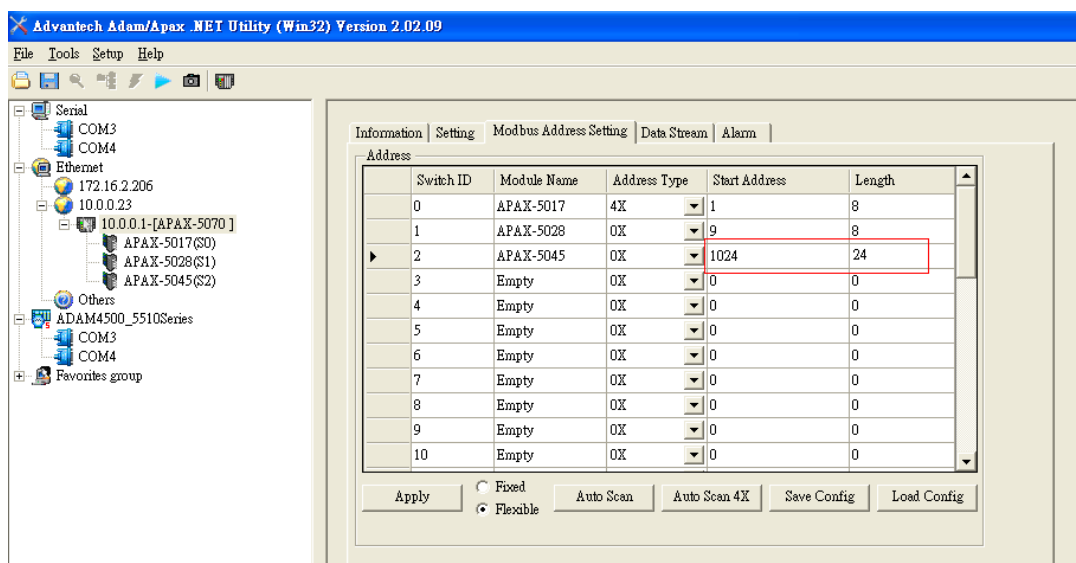 Advantech Adam/Apax .NET Utility (Win32) Version 2.02.09
File Tools Setup Help
Serial
COM3
COM4
Ethernet
172.16.2.206
10.0.0.23
10.0.0.1-[APAX-5070 ]
APAX-5017(S0)
APAX-5028(S1)
APAX-5045(S2)
Others
ADAM4500_5510Series
COM3
COM4
Favorites group
Information Setting Modbus Address Setting Data Stream Alarm
Address
Switch ID Module Name Address Type Start Address Length
0 APAX-5017 4X 1 8
1 APAX-5028 0X 9 8
2 APAX-5045 0X 1024 24
3 Empty 0X 0 0
4 Empty 0X 0 0
5 Empty 0X 0 0
6 Empty 0X 0 0
7 Empty 0X 0 0
8 Empty 0X 0 0
9 Empty 0X 0 0
10 Empty 0X 0 0
Apply Fixed Flexible Auto Scan Auto Scan 4X Save Config Load Config